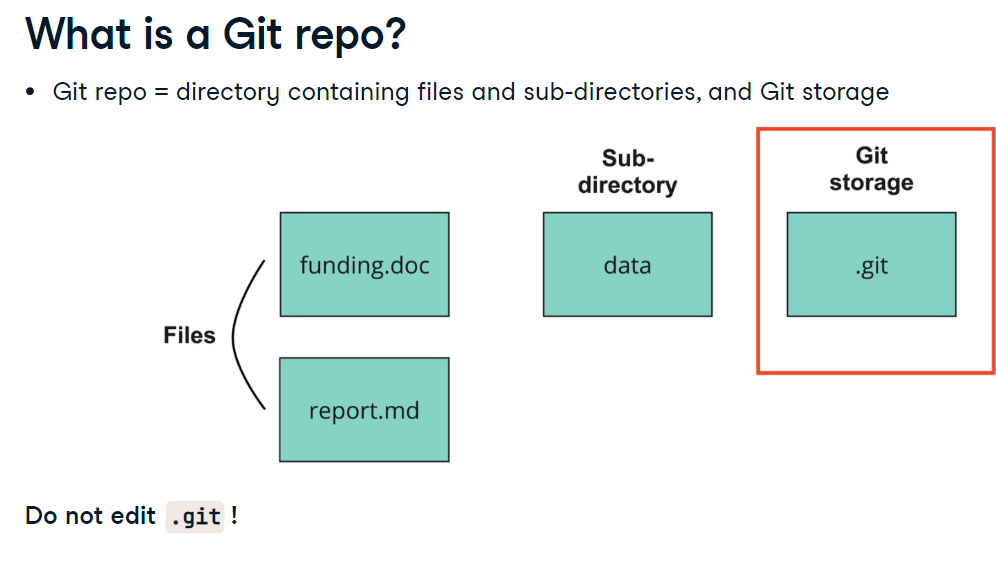 What is a Git repo?
• Git repo = directory containing files and sub-directories, and Git storage
Sub-
directory
Git
storage
funding.doc
data
.git
Files
report.md
Do not edit .git !